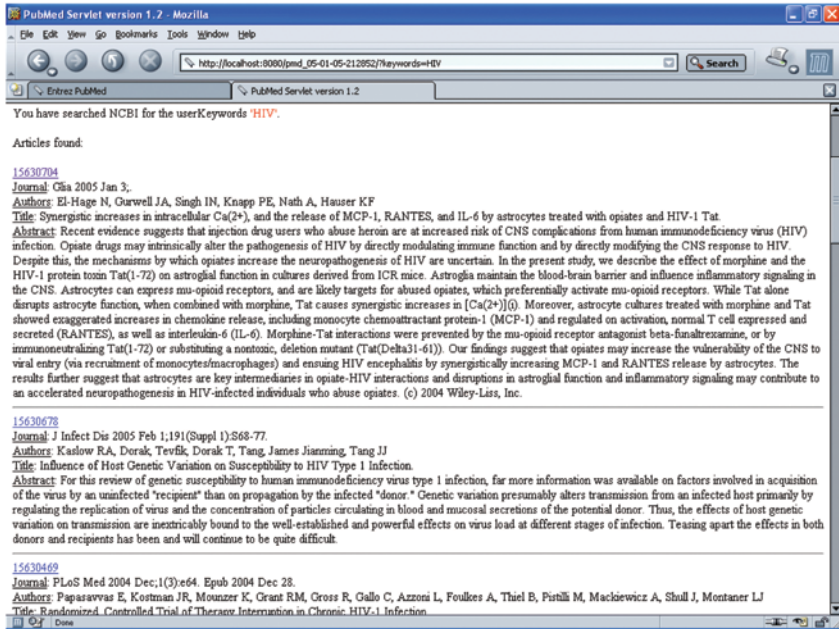 PubMed Servlet version 1.2 - Mozilla
File Edit View Go Bookmarks Tools Window Help
http://localhost:8080/pmd_05-01-05-212852/?keywords=HIV
Search
Entrez PubMed
PubMed Servlet version 1.2
You have searched NCBI for the userKeywords 'HIV'.
Articles found:
15630704
Journal: Glia 2005 Jan 3;.
Authors: El-Hage N, Gurwell JA, Singh IN, Knapp PE, Nath A, Hauser KF
Title: Synergistic increases in intracellular Ca(2+), and the release of MCP-1, RANTES, and IL-6 by astrocytes treated with opiates and HIV-1 Tat.
Abstract: Recent evidence suggests that injection drug users who abuse heroin are at increased risk of CNS complications from human immunodeficiency virus (HIV)
infection. Opiate drugs may intrinsically alter the pathogenesis of HIV by directly modulating immune function and by directly modifying the CNS response to HIV.
Despite this, the mechanisms by which opiates increase the neuropathogenesis of HIV are uncertain. In the present study, we describe the effect of morphine and the
HIV-1 protein toxin Tat(1-72) on astroglial function in cultures derived from ICR mice. Astroglia maintain the blood-brain barrier and influence inflammatory signaling in
the CNS. Astrocytes can express mu-opioid receptors, and are likely targets for abused opiates, which preferentially activate mu-opioid receptors. While Tat alone
disrupts astrocyte function, when combined with morphine, Tat causes synergistic increases in [Ca(2+)](i). Moreover, astrocyte cultures treated with morphine and Tat
showed exaggerated increases in chemokine release, including monocyte chemoattractant protein-1 (MCP-1) and regulated on activation, normal T cell expressed and
secreted (RANTES), as well as interleukin-6 (IL-6). Morphine-Tat interactions were prevented by the mu-opioid receptor antagonist beta-funaltrexamine, or by
immunoneutralizing Tat(1-72) or substituting a nontoxic, deletion mutant (Tat(Delta31-61)). Our findings suggest that opiates may increase the vulnerability of the CNS to
viral entry (via recruitment of monocytes/macrophages) and ensuing HIV encephalitis by synergistically increasing MCP-1 and RANTES release by astrocytes. The
results further suggest that astrocytes are key intermediaries in opiate-HIV interactions and disruptions in astroglial function and inflammatory signaling may contribute to
an accelerated neuropathogenesis in HIV-infected individuals who abuse opiates. (c) 2004 Wiley-Liss, Inc.
15630678
Journal: J Infect Dis 2005 Feb 1;191(Suppl 1):S68-77.
Authors: Kaslow RA, Dorak, Tevfik, Dorak T, Tang, James Jianming, Tang JJ
Title: Influence of Host Genetic Variation on Susceptibility to HIV Type 1 Infection.
Abstract: For this review of genetic susceptibility to human immunodeficiency virus type 1 infection, far more information was available on factors involved in acquisition
of the virus by an uninfected "recipient" than on propagation by the infected "donor." Genetic variation presumably alters transmission from an infected host primarily by
regulating the replication of virus and the concentration of particles circulating in blood and mucosal secretions of the potential donor. Thus, the effects of host genetic
variation on transmission are inextricably bound to the well-established and powerful effects on virus load at different stages of infection. Teasing apart the effects in both
donors and recipients has been and will continue to be quite difficult.
15630469
Journal: PLoS Med 2004 Dec;1(3):e64. Epub 2004 Dec 28.
Authors: Papasavvas E, Kostman JR, Mounzer K, Grant RM, Gross R, Gallo C, Azzoni L, Foulkes A, Thiel B, Pistilli M, Mackiewicz A, Shull J, Montaner LJ
Title: Randomized, Controlled Trial of Therapy Interruption in Chronic HIV-1 Infection.
Done